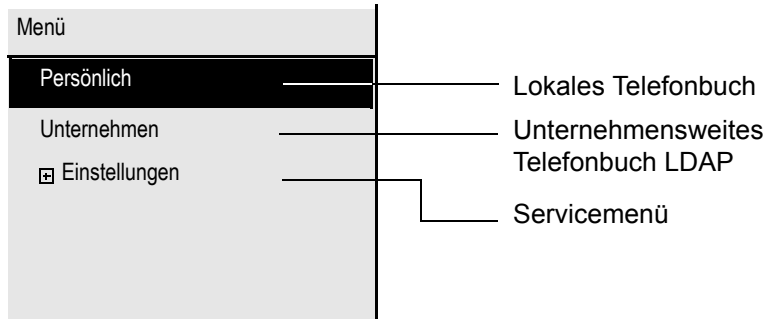 Menü
Persönlich
Unternehmen
Einstellungen
Lokales Telefonbuch
Unternehmensweites
Telefonbuch LDAP
Servicemenü